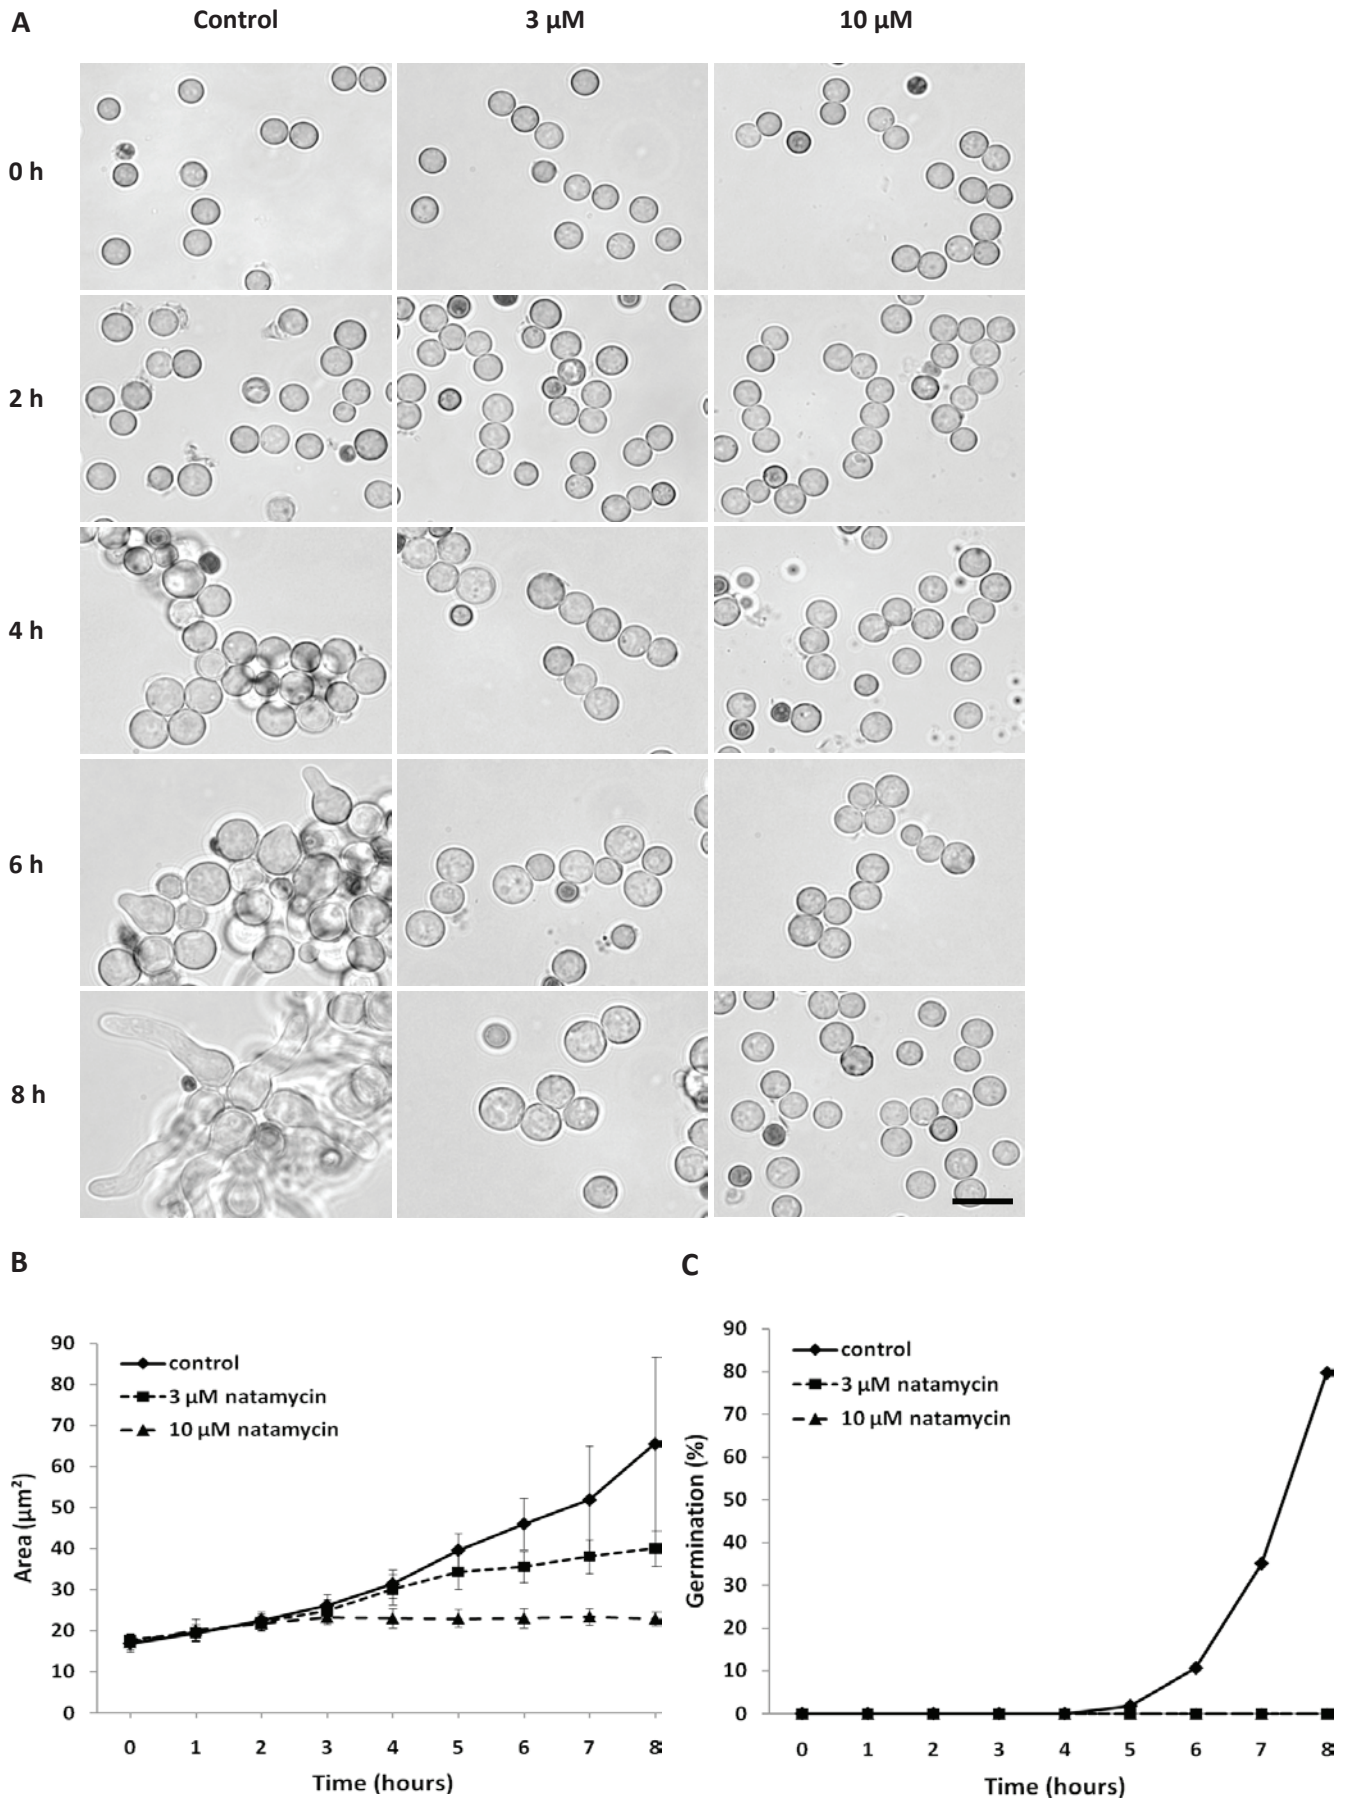 A
Control 3 µM 10 µM
0 h
2 h
4 h
6 h
8 h
B
90
80
70
60
50
40
30
20
10
0
Area (µm²)
control
3 µM natamycin
10 µM natamycin
0 1 2 3 4 5 6 7 8
Time (hours)
C
90
80
70
60
50
40
30
20
10
0
Germination (%)
control
3 µM natamycin
10 µM natamycin
0 1 2 3 4 5 6 7 8
Time (hours)